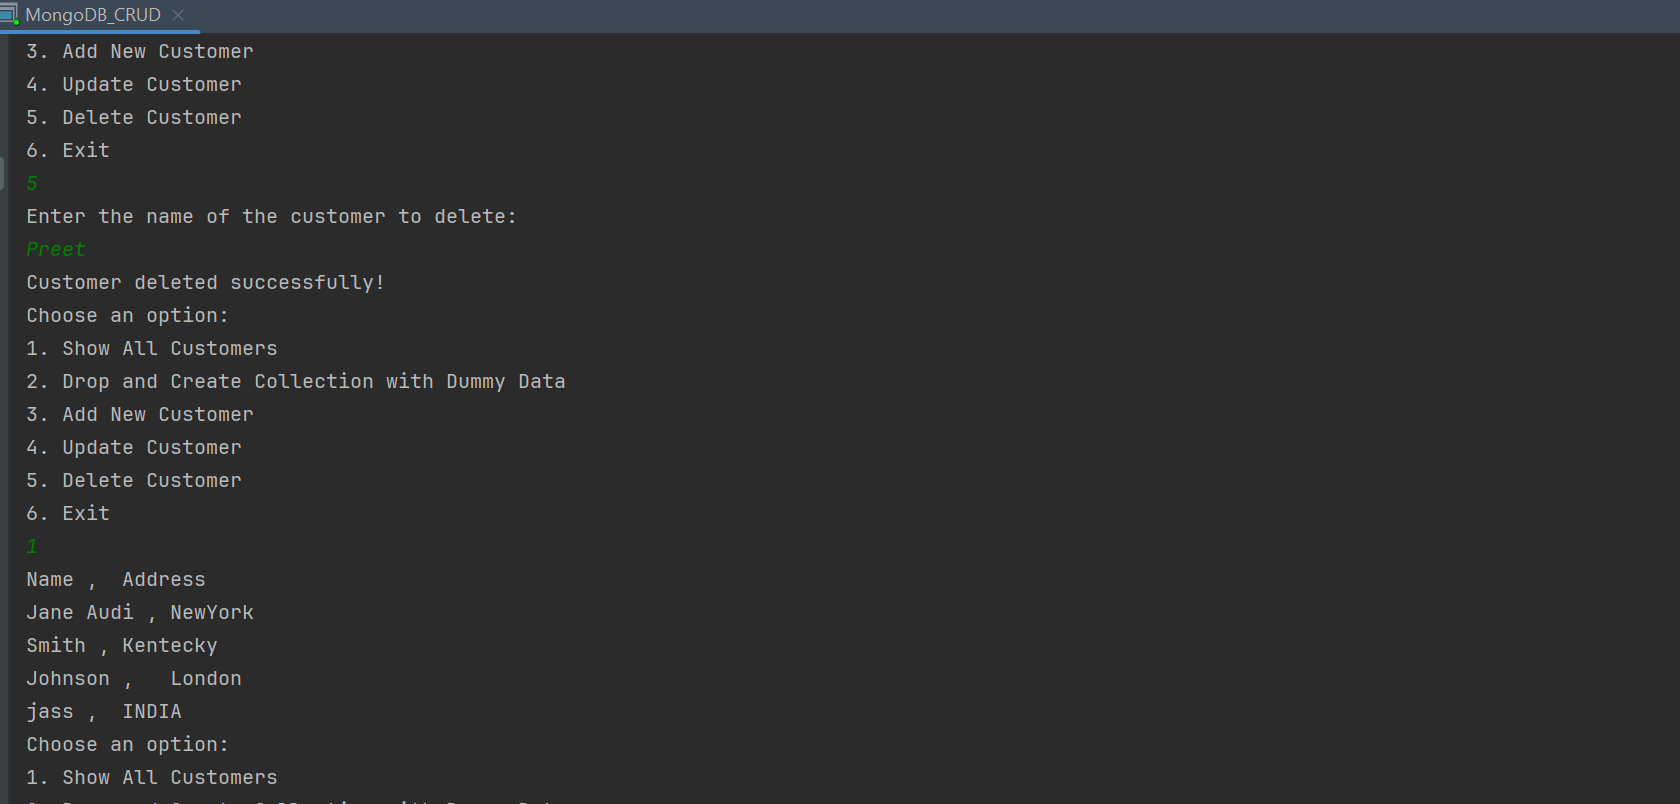 MongoDB_CRUD
3. Add New Customer
4. Update Customer
5. Delete Customer
6. Exit
5
Enter the name of the customer to delete:
Preet
Customer deleted successfully!
Choose an option:
1. Show All Customers
2. Drop and Create Collection with Dummy Data
3. Add New Customer
4. Update Customer
5. Delete Customer
6. Exit
1
Name ,  Address
Jane Audi , NewYork
Smith , Kentecky
Johnson ,   London
jass ,  INDIA
Choose an option:
1. Show All Customers